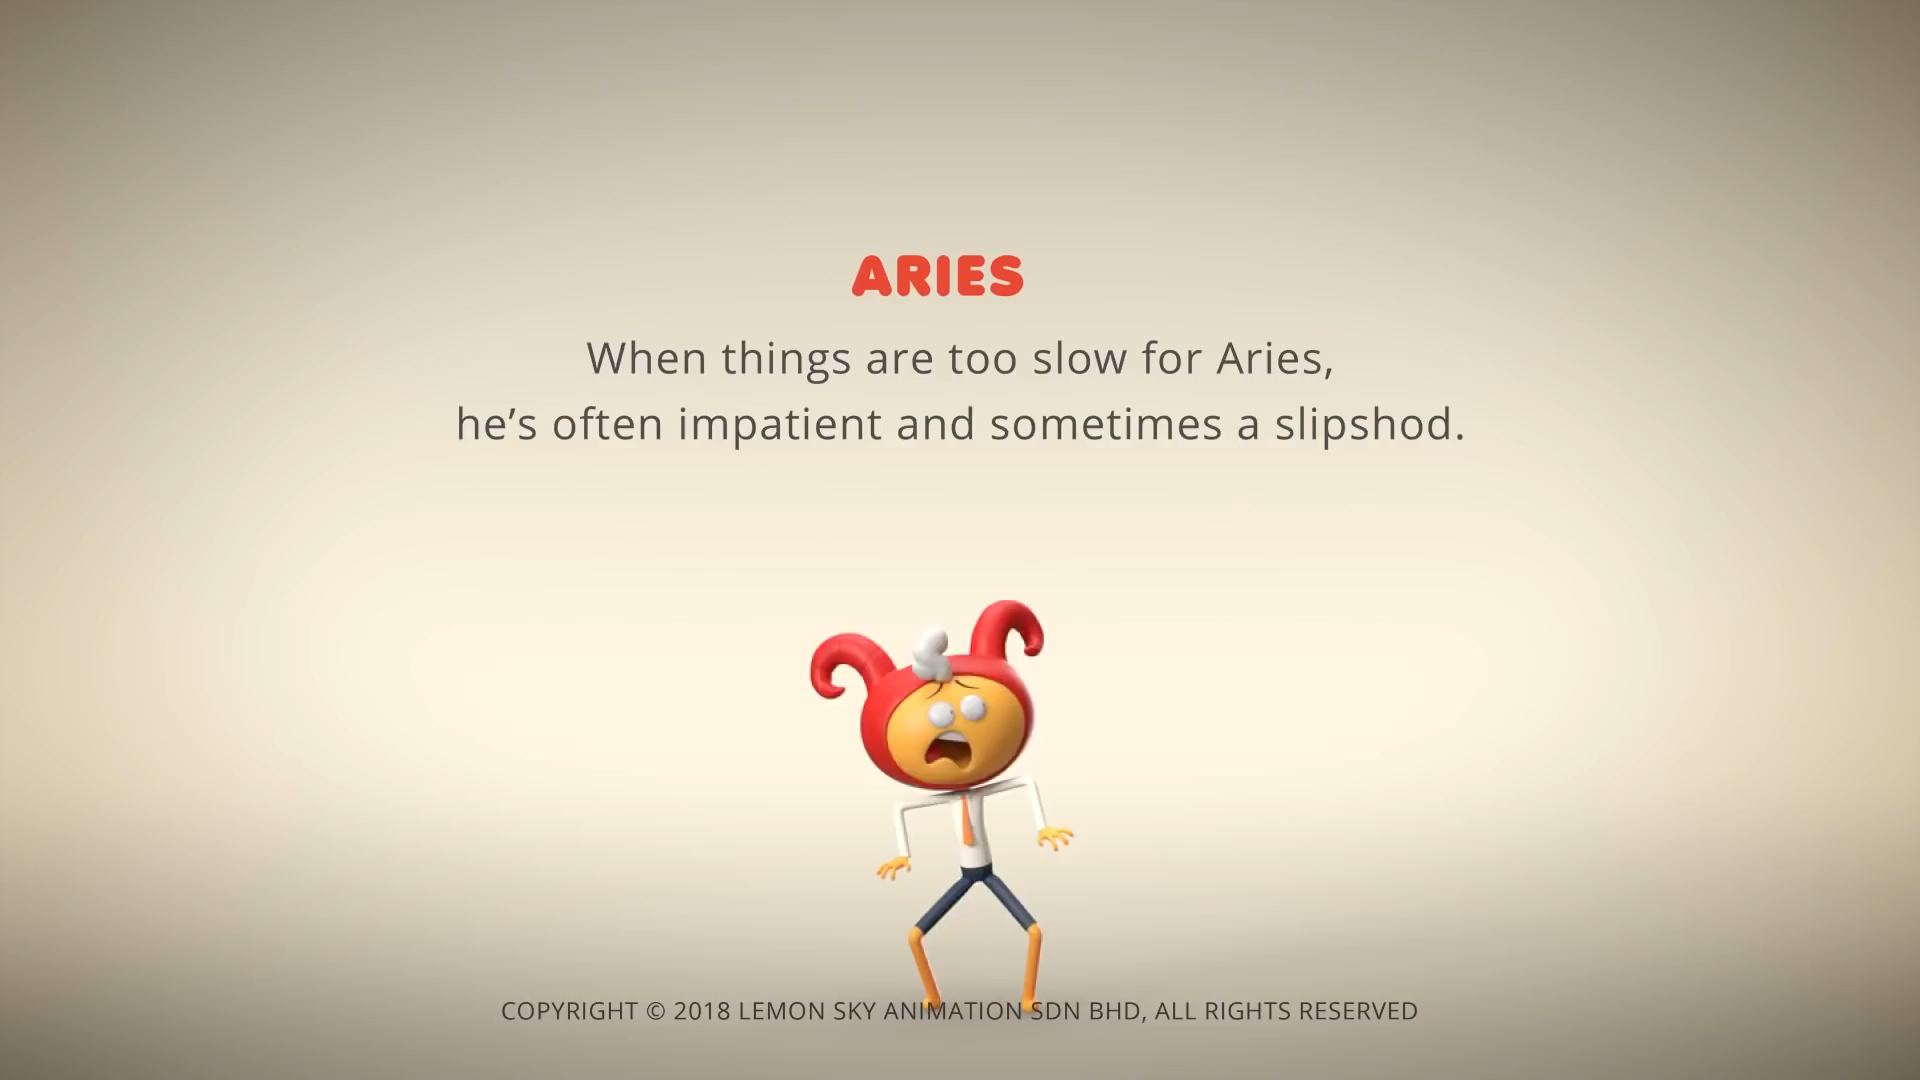 ARIES
When things are too slow for Aries,
he’s often impatient and sometimes a slipshod.
COPYRIGHT © 2018 LEMON SKY ANIMATION SDN BHD, ALL RIGHTS RESERVED